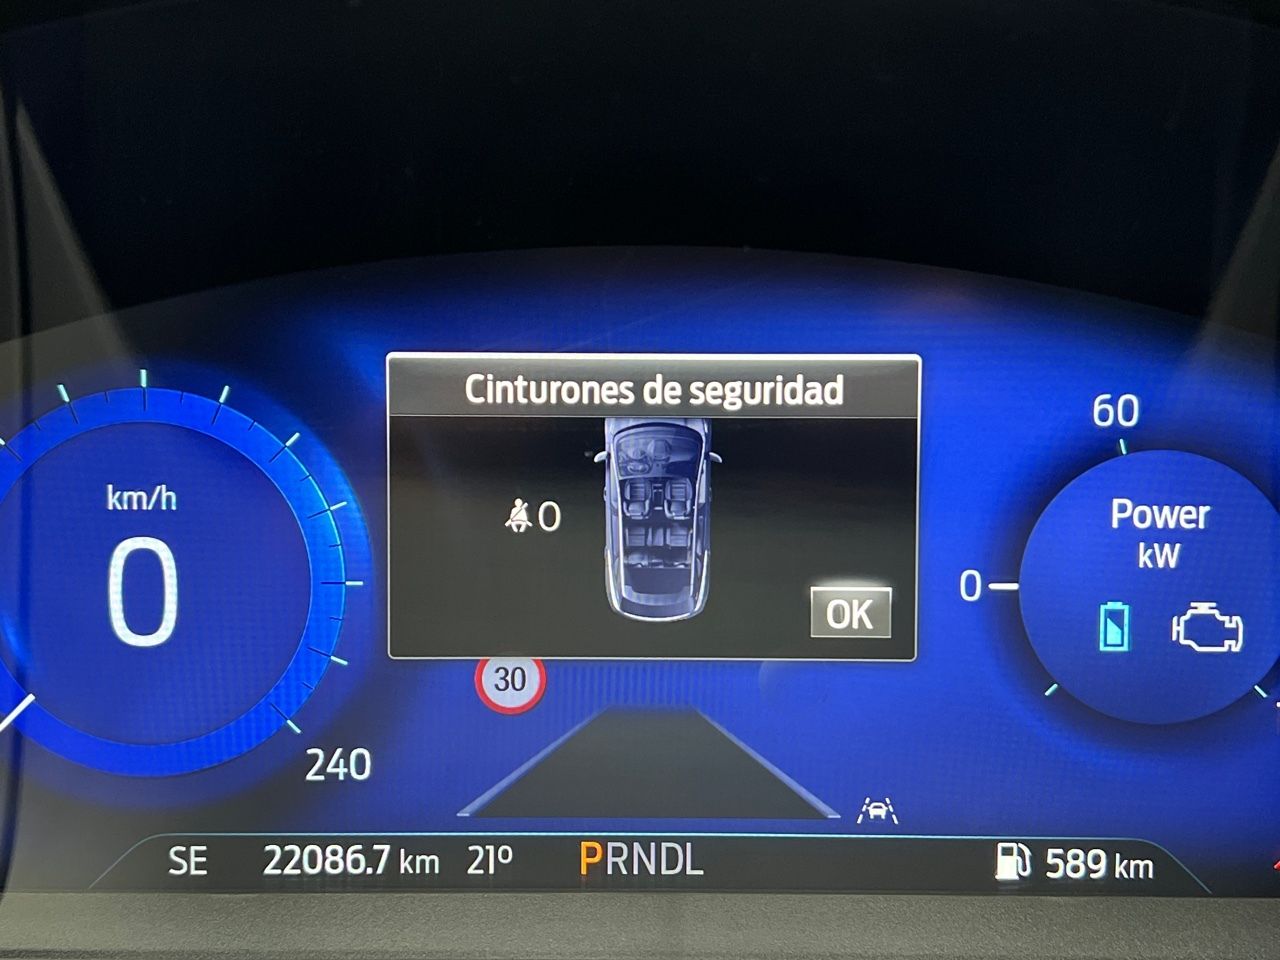 Cinturones de seguridad
0
OK
km/h
0
240
60
Power
kW
0
30
SE 22086.7 km 21º PRNDL 589 km